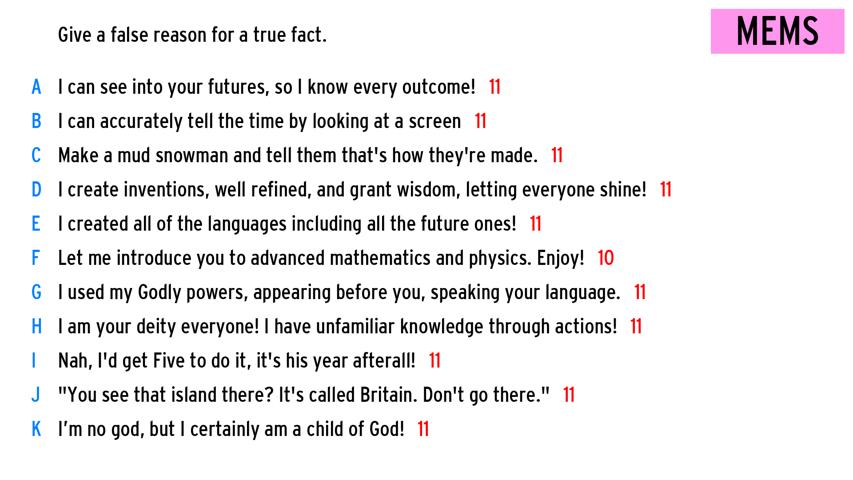 Give a false reason for a true fact.
MEMS
A I can see into your futures, so I know every outcome! 11
B I can accurately tell the time by looking at a screen 11
C Make a mud snowman and tell them that's how they're made. 11
D I create inventions, well refined, and grant wisdom, letting everyone shine! 11
E I created all of the languages including all the future ones! 11
F Let me introduce you to advanced mathematics and physics. Enjoy! 10
G I used my Godly powers, appearing before you, speaking your language. 11
H I am your deity everyone! I have unfamiliar knowledge through actions! 11
I Nah, I'd get Five to do it, it's his year afterall! 11
J "You see that island there? It's called Britain. Don't go there." 11
K I’m no god, but I certainly am a child of God! 11